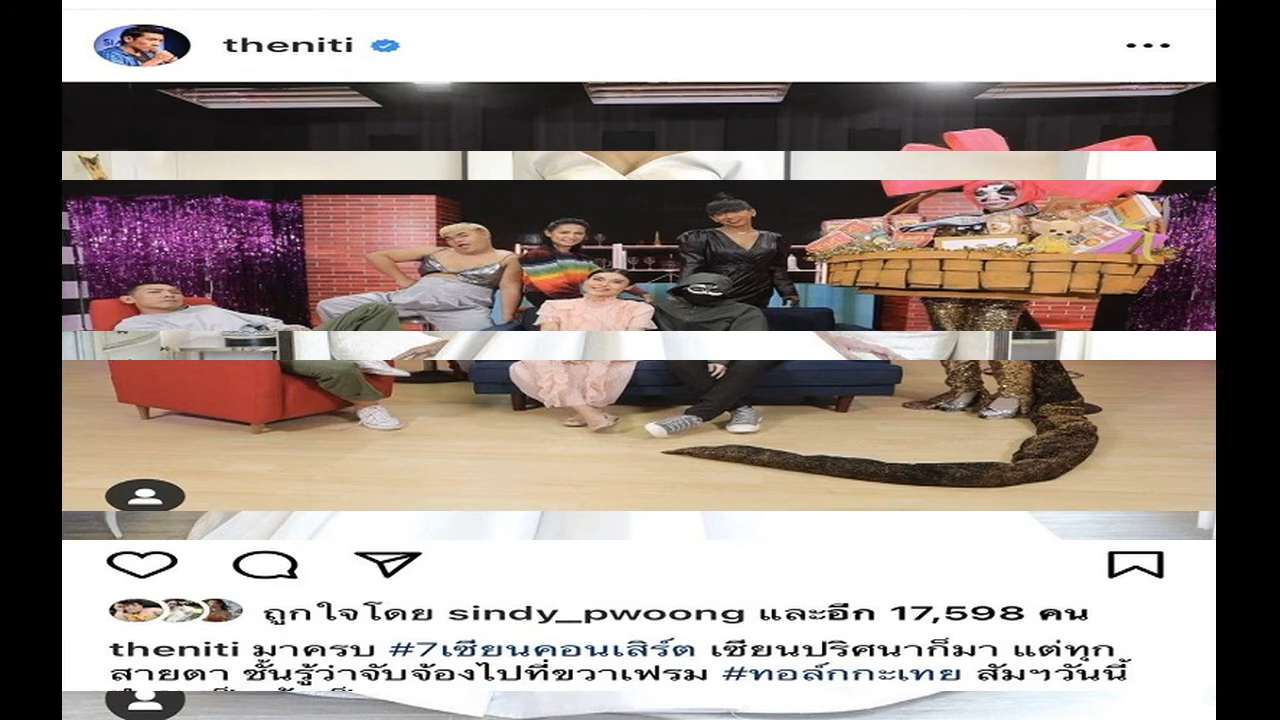 theniti
ถูกใจโดย sindy_pwoong และอีก 17,598 คน
theniti มาครบ #7เซียนคอนเสิร์ต เซียนปริศนาก็มา แต่ทุก
สายตา ชั้นรู้ว่าจับจ้องไปที่ขวาเฟรม #ทอล์กกะเทย สัมฯวันนี้